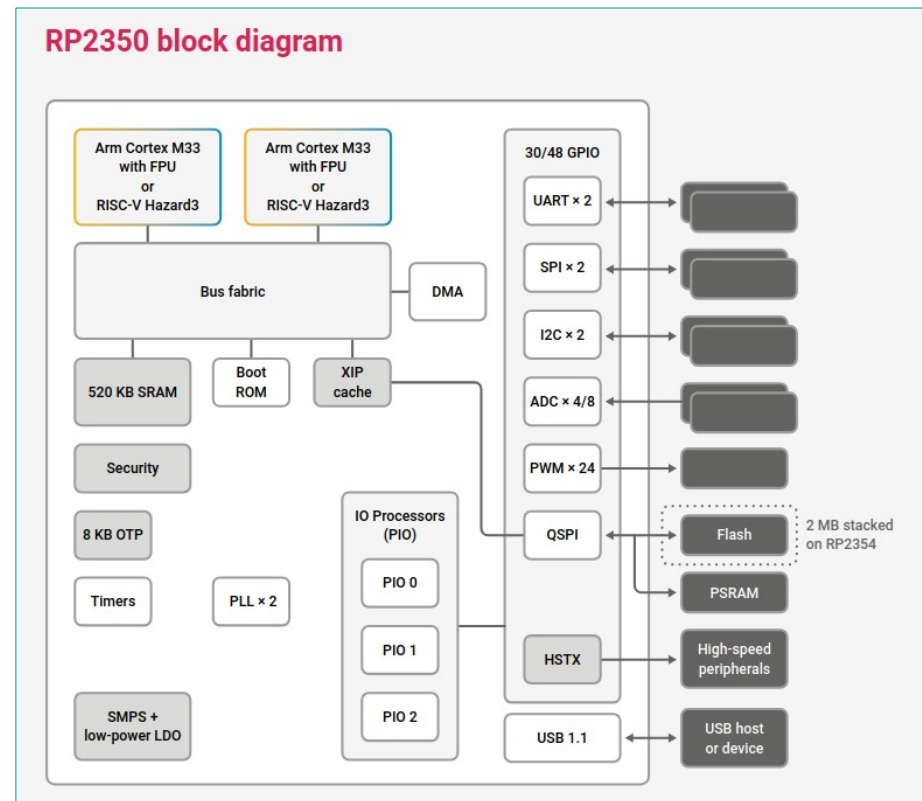 RP2350 block diagram
Arm Cortex M33
with FPU
or
RISC-V Hazard3
Arm Cortex M33
with FPU
or
RISC-V Hazard3
Bus fabric
DMA
520 KB SRAM
Boot
ROM
XIP
cache
Security
8 KB OTP
Timers
PLL × 2
SMPS +
low-power LDO
IO Processors
(PIO)
PIO 0
PIO 1
PIO 2
30/48 GPIO
UART × 2
SPI × 2
I2C × 2
ADC × 4/8
PWM × 24
QSPI
HSTX
USB 1.1
Flash
2 MB stacked
on RP2354
PSRAM
High-speed
peripherals
USB host
or device